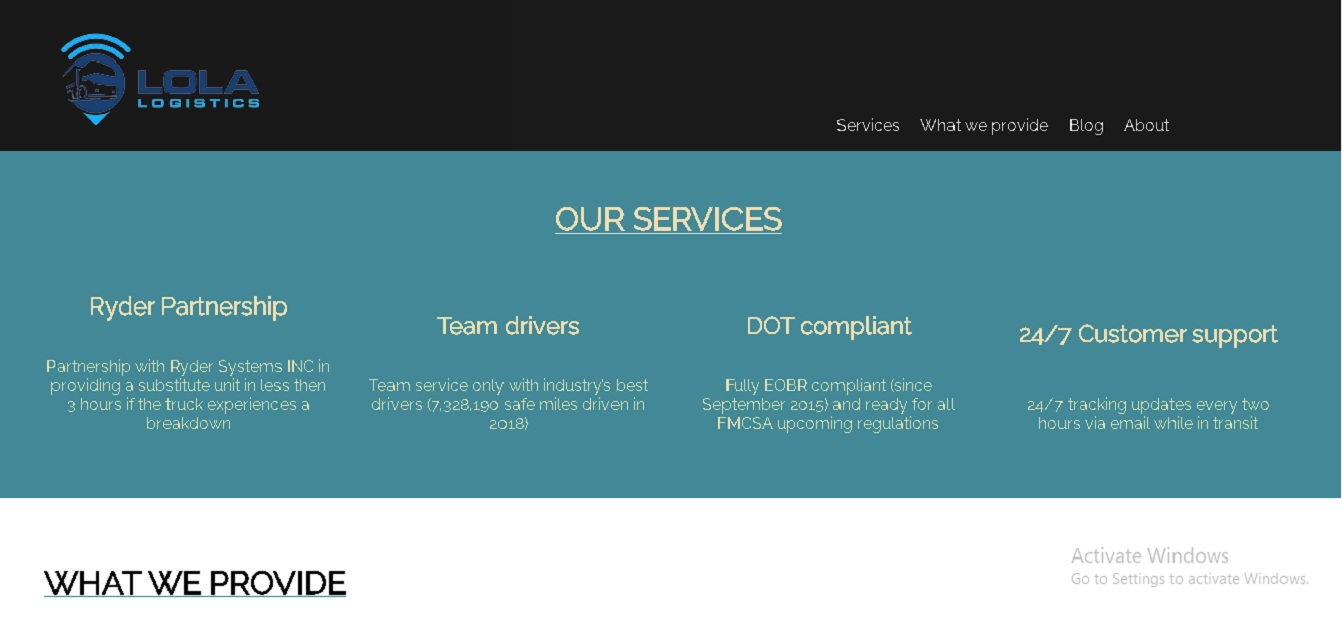 LOLA
LOGISTICS
Services What we provide Blog About
OUR SERVICES
Ryder Partnership
Partnership with Ryder Systems INC in
providing a substitute unit in less then
3 hours if the truck experiences a
breakdown
Team drivers
Team service only with industry's best
drivers (7,328,190 safe miles driven in
2018)
DOT compliant
Fully EOBR compliant (since
September 2015) and ready for all
FMCSA upcoming regulations
24/7 Customer support
24/7 tracking updates every two
hours via email while in transit
WHAT WE PROVIDE
Activate Windows
Go to Settings to activate Windows.